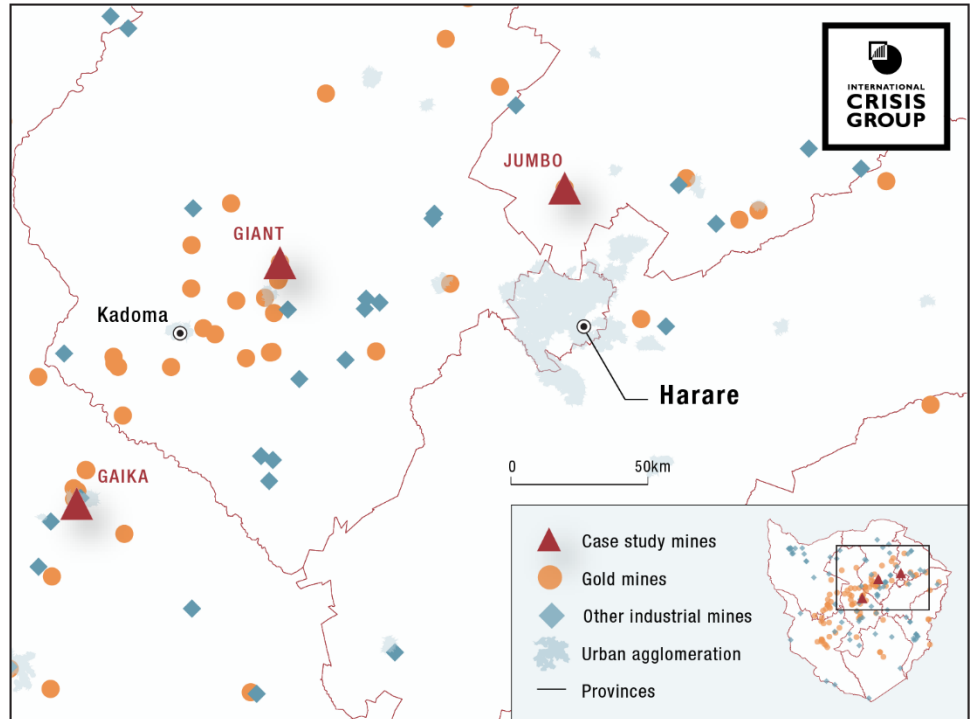 INTERNATIONAL
CRISIS
GROUP
JUMBO
GIANT
Kadoma
Harare
GAIKA
0 50km
Case study mines
Gold mines
Other industrial mines
Urban agglomeration
Provinces